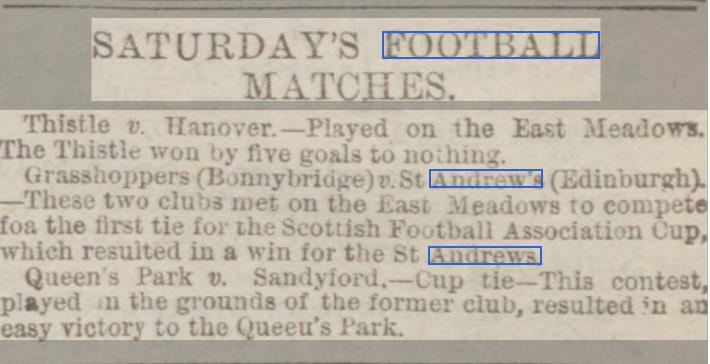 SATURDAY'S FOOTBALL
MATCHES.
Thistle v. Hanover.—Played on the East Meadows.
The Thistle won by five goals to nothing.
Grasshoppers (Bonnybridge) v. St Andrew's (Edinburgh).
—These two clubs met on the East Meadows to compete
foa the first tie for the Scottish Football Association Cup,
which resulted in a win for the St Andrews.
Queen's Park v. Sandyford.—Cup tie—This contest,
played in the grounds of the former club, resulted in an
easy victory to the Queeu's Park.